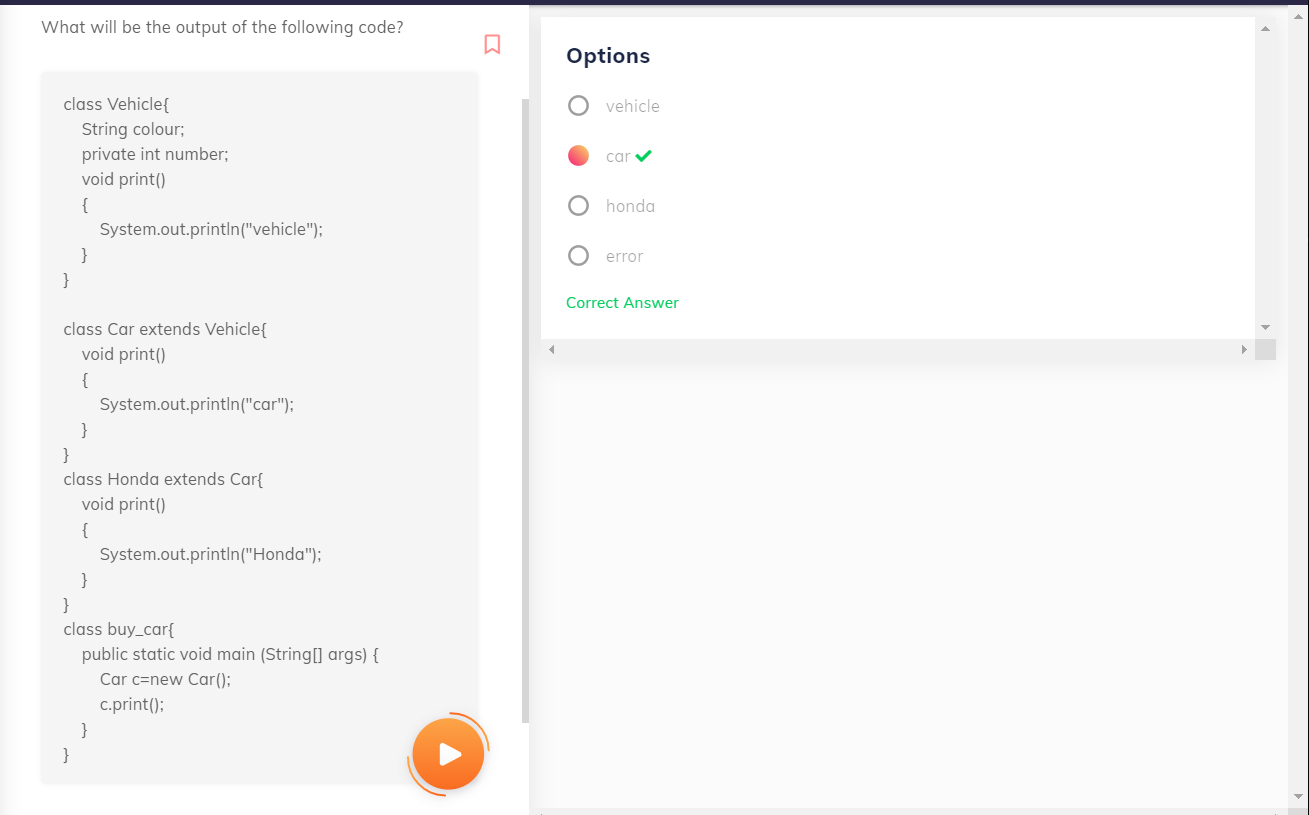 What will be the output of the following code?
class Vehicle{
    String colour;
    private int number;
    void print()
    {
        System.out.println("vehicle");
    }
}

class Car extends Vehicle{
    void print()
    {
        System.out.println("car");
    }
}
class Honda extends Car{
    void print()
    {
        System.out.println("Honda");
    }
}
class buy_car{
    public static void main (String[] args) {
        Car c=new Car();
        c.print();
    }
}
Options
vehicle
car
honda
error
Correct Answer